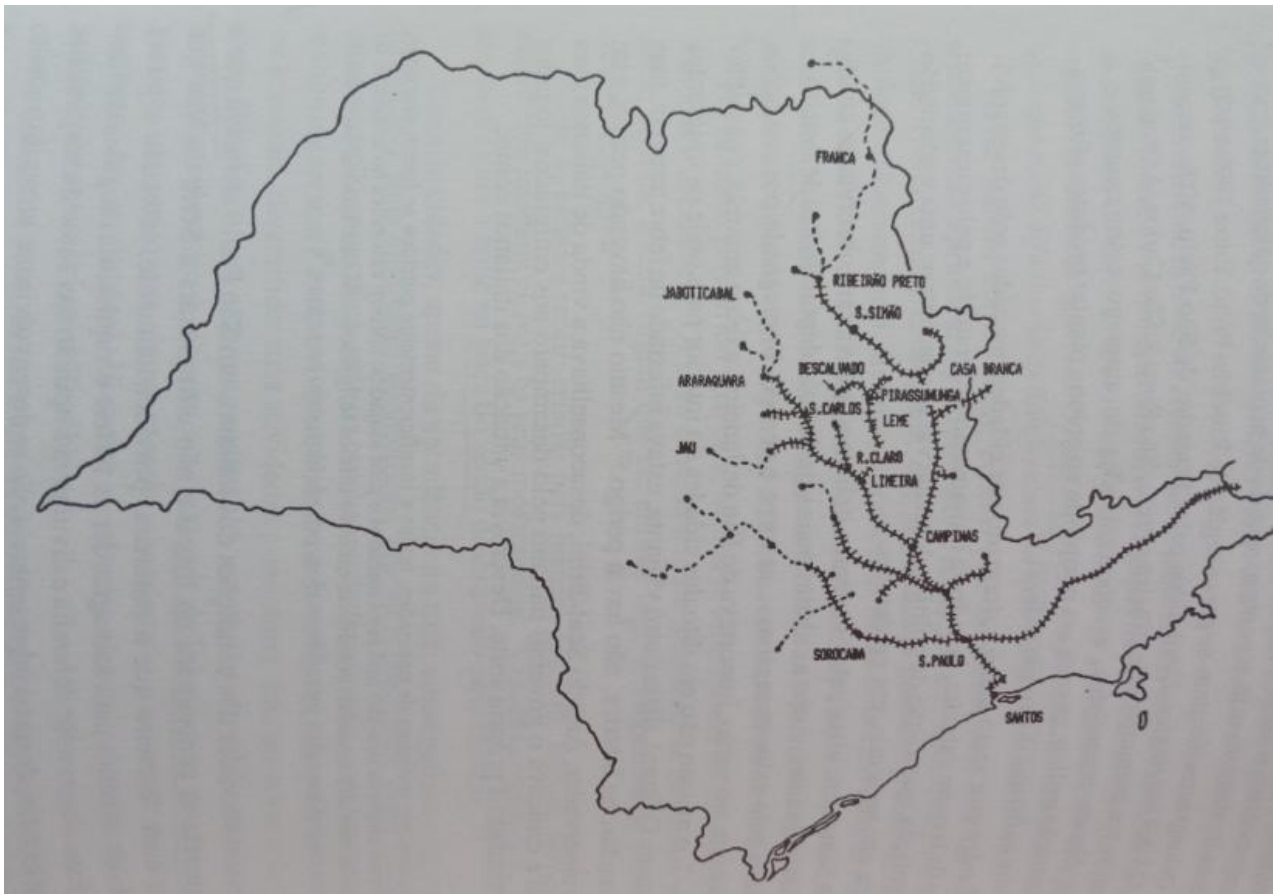 FRANCA
RIBEIRÃO PRETO
JABOTICABAL
S.SIMÃO
DESCALVADO
CASA BRANCA
ARARAQUARA
PIRASSUNUNGA
S.CARLOS
LEME
JAU
R.CLARO
LIMEIRA
CAMPINAS
SOROCABA
S.PAULO
SANTOS